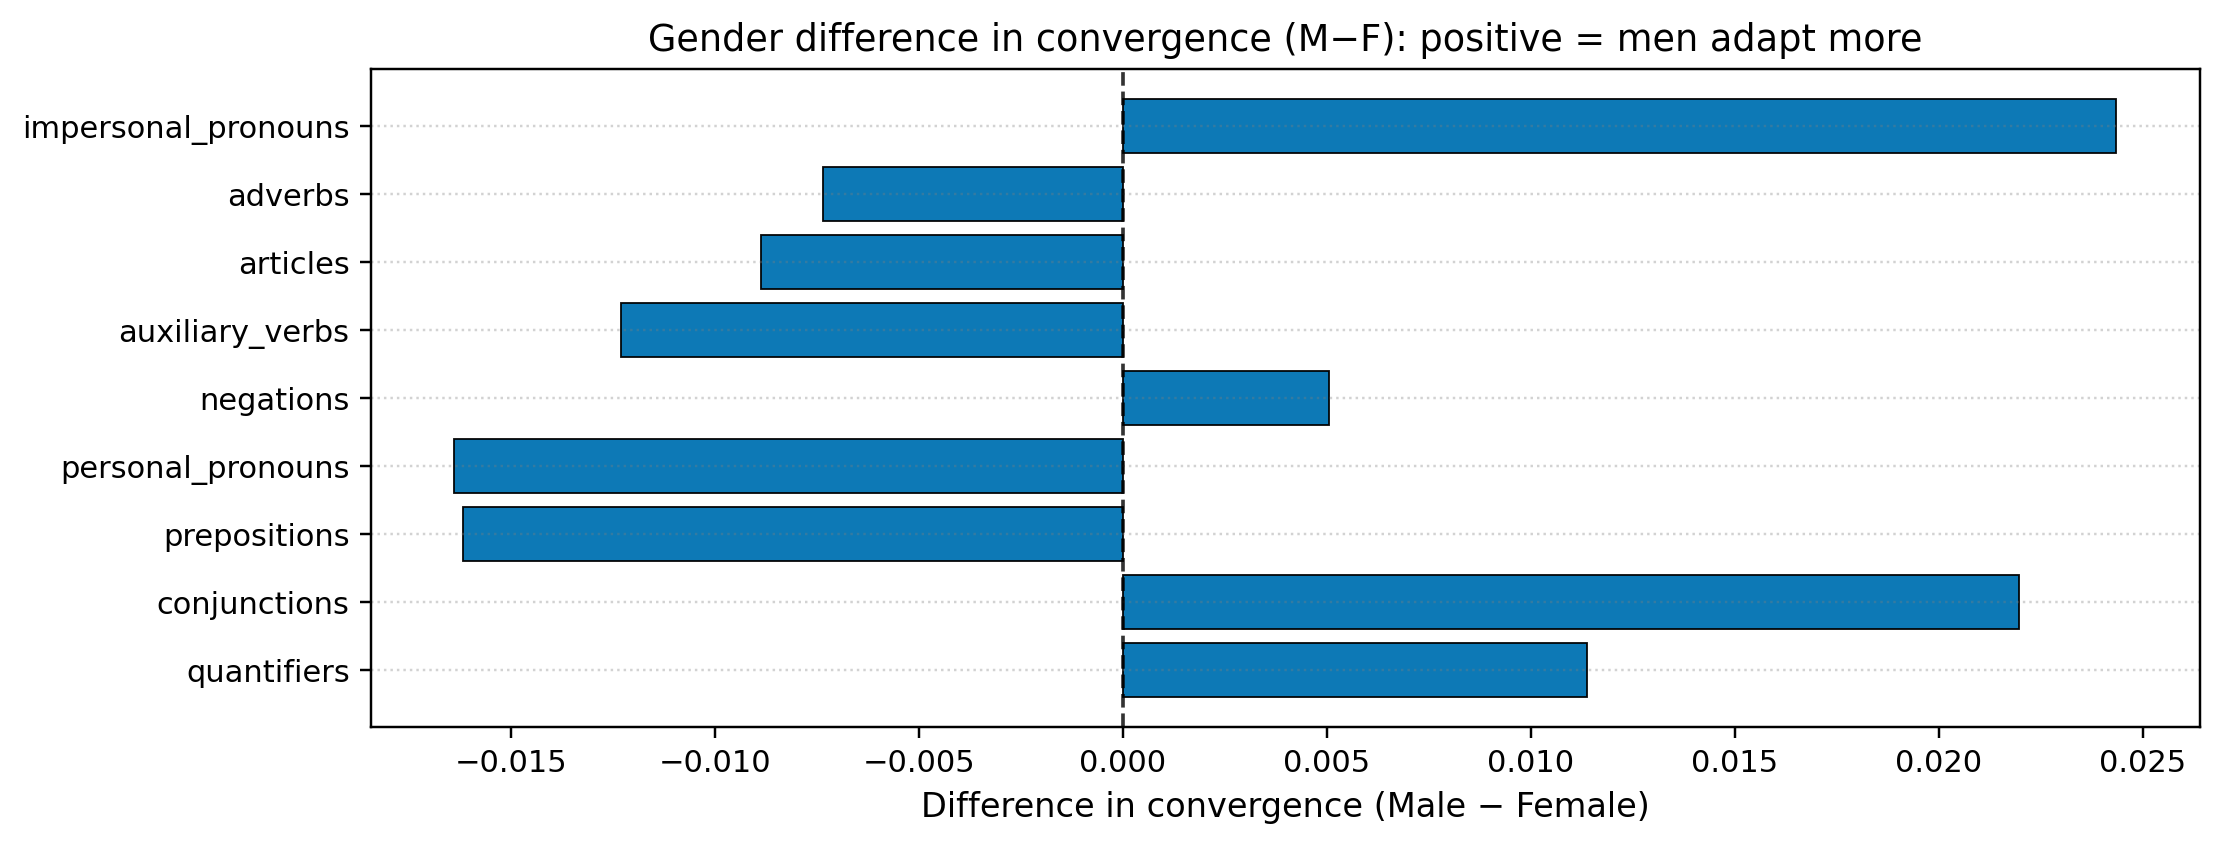 Gender difference in convergence (M−F): positive = men adapt more
impersonal_pronouns
adverbs
articles
auxiliary_verbs
negations
personal_pronouns
prepositions
conjunctions
quantifiers
−0.015 −0.010 −0.005 0.000 0.005 0.010 0.015 0.020 0.025
Difference in convergence (Male − Female)